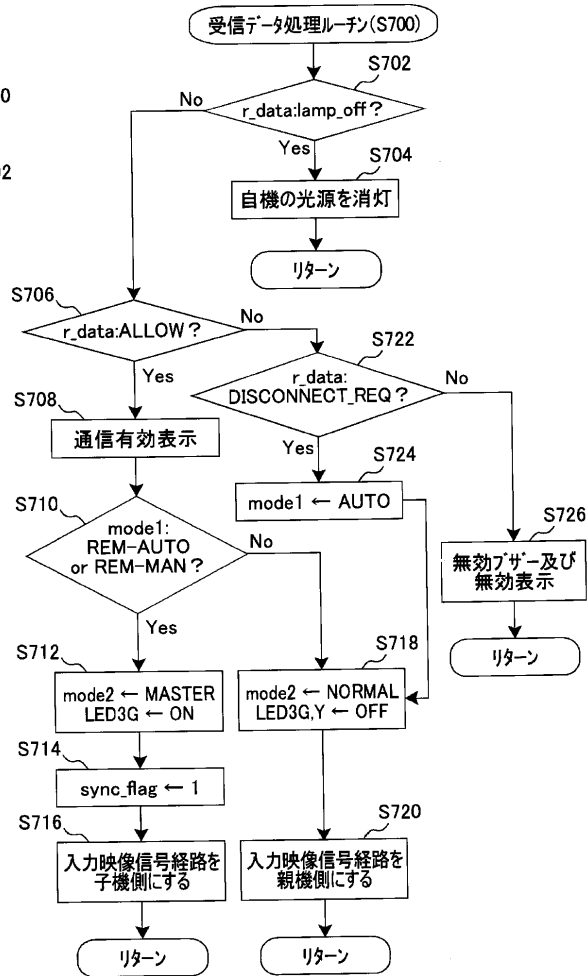 受信データ処理ルーチン(S700)
S702
0
No
r_data:lamp_off?
Yes
S704
2
自機の光源を消灯
リターン
S706
r_data:ALLOW?
No
S722
Yes
r_data:
DISCONNECT_REQ?
No
S708
通信有効表示
Yes
S724
mode1 ← AUTO
S710
mode1:
REM-AUTO
or REM-MAN?
No
S726
無効ブザー及び
無効表示
Yes
リターン
S712
mode2 ← MASTER
LED3G ← ON
S718
mode2 ← NORMAL
LED3G,Y ← OFF
S714
sync_flag ← 1
S716
入力映像信号経路を
子機側にする
S720
入力映像信号経路を
親機側にする
リターン
リターン